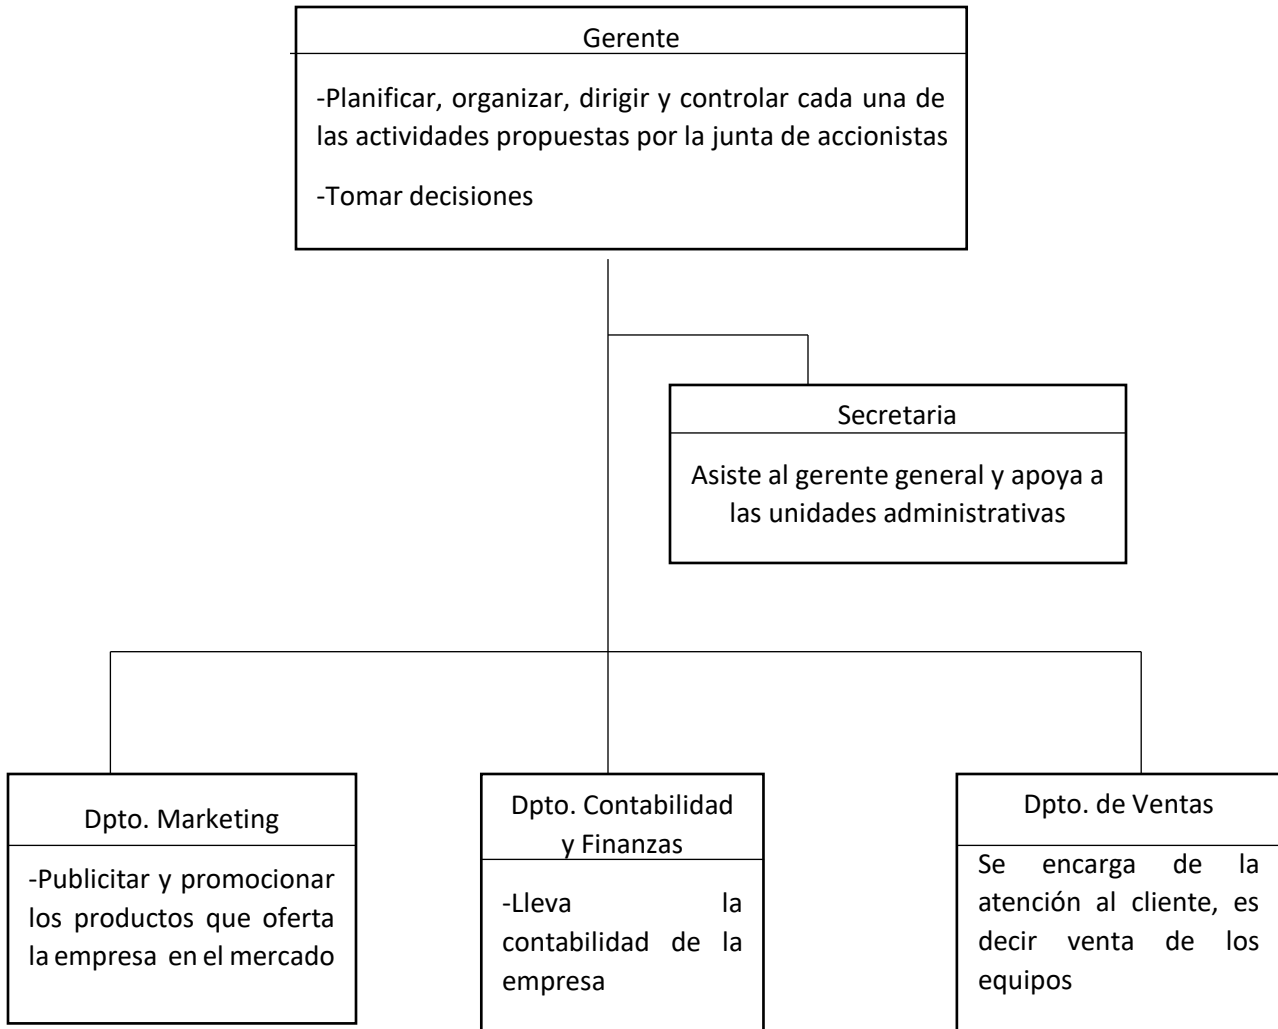 Gerente
-Planificar, organizar, dirigir y controlar cada una de
las actividades propuestas por la junta de accionistas
-Tomar decisiones
Secretaria
Asiste al gerente general y apoya a
las unidades administrativas
Dpto. Marketing
-Publicitar y promocionar
los productos que oferta
la empresa en el mercado
Dpto. Contabilidad
y Finanzas
-Lleva la
contabilidad de la
empresa
Dpto. de Ventas
Se encarga de la
atención al cliente, es
decir venta de los
equipos